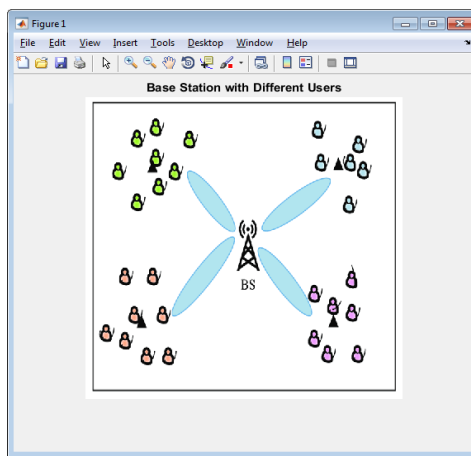 Figure 1
File Edit View Insert Tools Desktop Window Help
Base Station with Different Users
BS